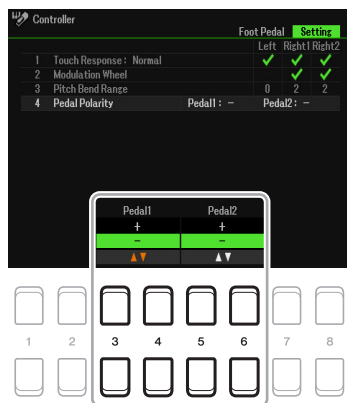 Controller
Foot Pedal Setting
Left Right1 Right2
1 Touch Response: Normal
2 Modulation Wheel
3 Pitch Bend Range 0 2 2
4 Pedal Polarity Pedal1: − Pedal2: −
Pedal1 Pedal2
+ +
− −
1 2 3 4 5 6 7 8